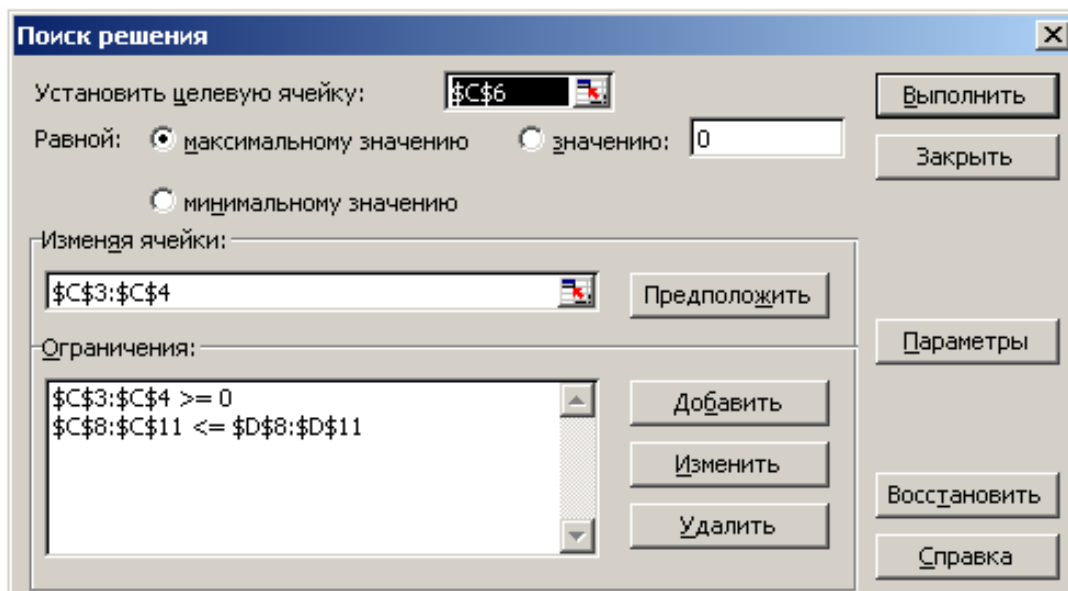 Поиск решения
Установить целевую ячейку: $C$6
Выполнить
Равной: максимальному значению значению: 0
Закрыть
минимальному значению
Изменяя ячейки:
$C$3:$C$4 Предположить
Ограничения:
Параметры
$C$3:$C$4 >= 0
Добавить
$C$8:$C$11 <= $D$8:$D$11
Изменить
Восстановить
Удалить
Справка